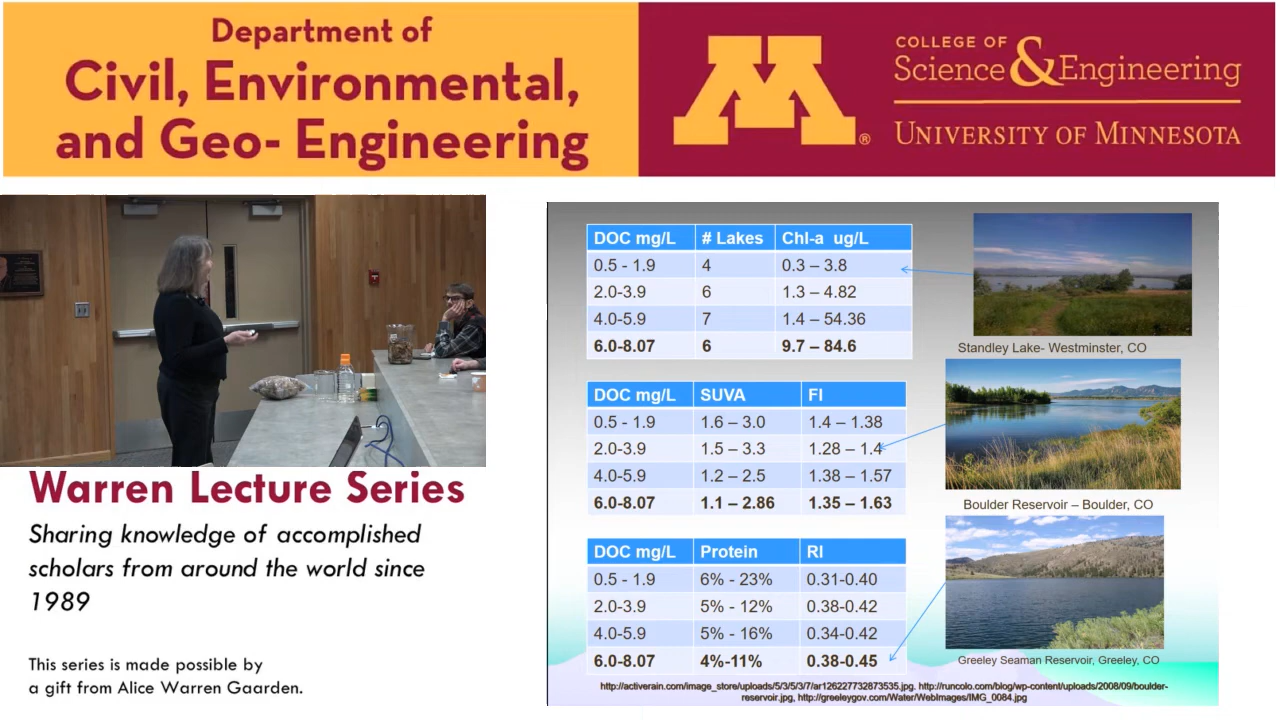 Department of
Civil, Environmental,
and Geo- Engineering
M®
COLLEGE OF
Science & Engineering
UNIVERSITY OF MINNESOTA
Warren Lecture Series
Sharing knowledge of accomplished
scholars from around the world since
1989
This series is made possible by
a gift from Alice Warren Gaarden.
DOC mg/L # Lakes Chl-a ug/L
0.5 - 1.9 4 0.3 – 3.8
2.0-3.9 6 1.3 – 4.82
4.0-5.9 7 1.4 – 54.36
6.0-8.07 6 9.7 – 84.6
Standley Lake- Westminster, CO
DOC mg/L SUVA FI
0.5 - 1.9 1.6 – 3.0 1.4 – 1.38
2.0-3.9 1.5 – 3.3 1.28 – 1.4
4.0-5.9 1.2 – 2.5 1.38 – 1.57
6.0-8.07 1.1 – 2.86 1.35 – 1.63
Boulder Reservoir – Boulder, CO
DOC mg/L Protein RI
0.5 - 1.9 6% - 23% 0.31-0.40
2.0-3.9 5% - 12% 0.38-0.42
4.0-5.9 5% - 16% 0.34-0.42
6.0-8.07 4%-11% 0.38-0.45
Greeley Seaman Reservoir, Greeley, CO
http://activerain.com/image_store/uploads/5/3/5/3/7/ar126227732873535.jpg. http://runcolo.com/blog/wp-content/uploads/2008/09/boulder-
reservoir.jpg, http://greeleygov.com/Water/WebImages/IMG_0084.jpg